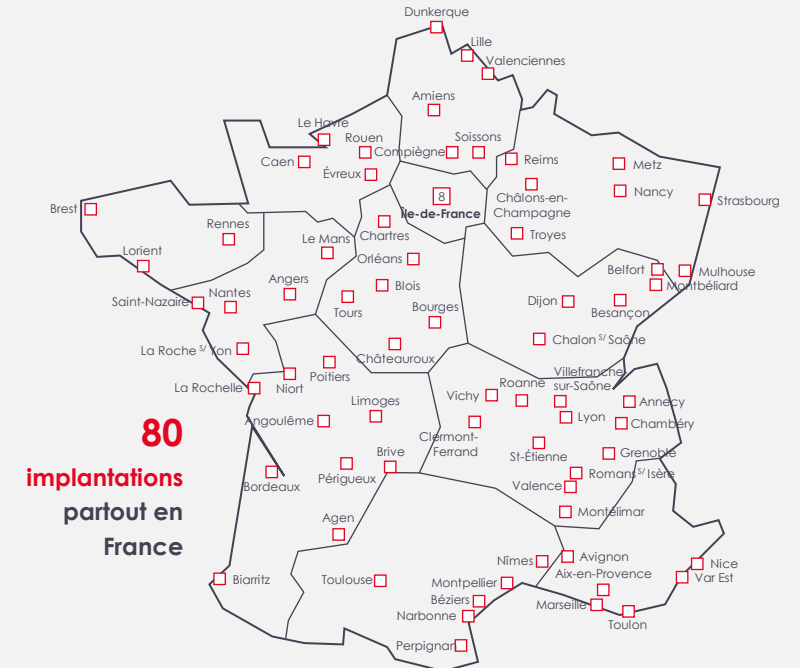 Dunkerque
Lille
Valenciennes
Amiens
Le Havre
Rouen
Soissons
Compiègne
Caen
Reims
Metz
Évreux
Nancy
8
Châlons-en-
Champagne
Strasbourg
Brest
Île-de-France
Rennes
Chartres
Troyes
Le Mans
Lorient
Orléans
Belfort
Mulhouse
Angers
Blois
Montbéliard
Saint-Nazaire
Nantes
Tours
Bourges
Dijon
Besançon
La Roche S/ Yon
Chalon S/ Saône
Châteauroux
Poitiers
Villefranche
sur-Saône
Roanne
La Rochelle
Niort
Vichy
Limoges
Annecy
Angoulême
Lyon
Chambéry
80
implantations
partout en
France
Clermont-
Ferrand
Brive
St-Étienne
Grenoble
Périgueux
Romans S/ Isère
Bordeaux
Valence
Agen
Montélimar
Nîmes
Avignon
Nice
Biarritz
Toulouse
Montpellier
Aix-en-Provence
Var Est
Béziers
Marseille
Narbonne
Toulon
Perpignan